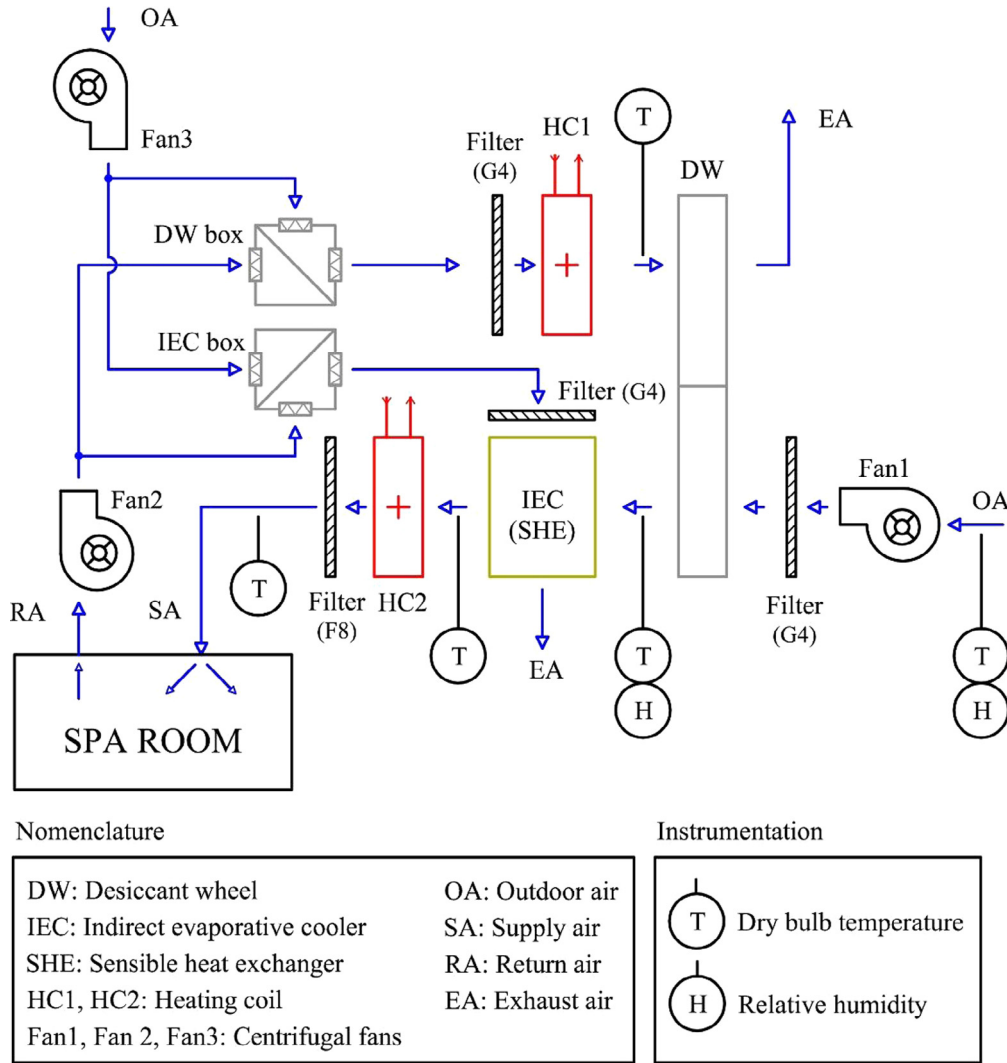 OA
Fan3
Filter
(G4)
HC1
T
EA
DW
DW box
IEC box
Filter (G4)
Fan1
OA
Fan2
IEC
(SHE)
RA
SA
T
Filter
(F8)
HC2
T
EA
T
H
Filter
(G4)
T
H
SPA ROOM
Nomenclature
DW: Desiccant wheel
IEC: Indirect evaporative cooler
SHE: Sensible heat exchanger
HC1, HC2: Heating coil
Fan1, Fan 2, Fan3: Centrifugal fans
OA: Outdoor air
SA: Supply air
RA: Return air
EA: Exhaust air
Instrumentation
T Dry bulb temperature
H Relative humidity